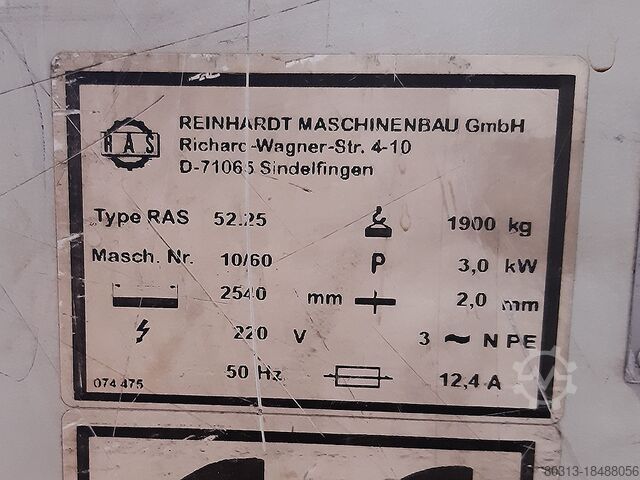 REINHARDT MASCHINENBAU GmbH
RAS
Richard-Wagner-Str. 4-10
D-71065 Sindelfingen
Type RAS 52.25 1900 kg
Masch. Nr. 10/60 P 3,0 kW
2540 mm 2,0 mm
220 V 3 ~ N PE
50 Hz 12,4 A
074 475
80313-18488056